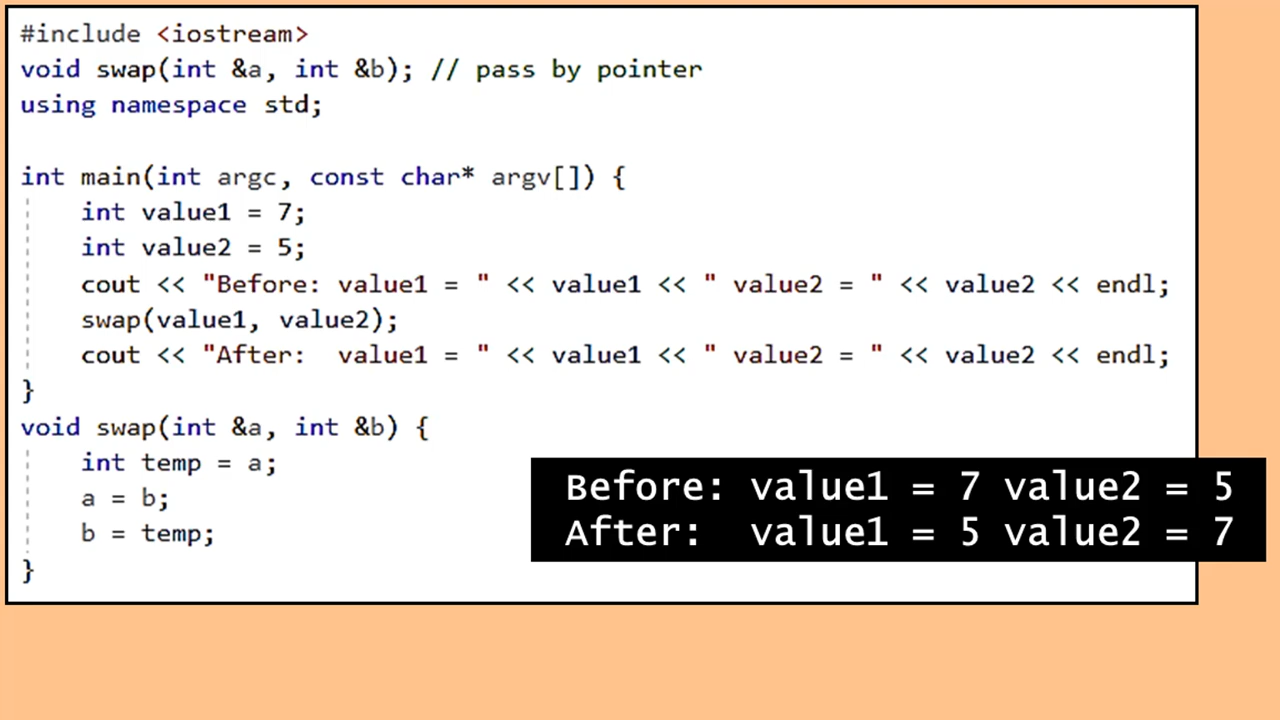 #include <iostream>
void swap(int &a, int &b); // pass by pointer
using namespace std;
int main(int argc, const char* argv[]) {
int value1 = 7;
int value2 = 5;
cout << "Before: value1 = " << value1 << " value2 = " << value2 << endl;
swap(value1, value2);
cout << "After:  value1 = " << value1 << " value2 = " << value2 << endl;
}
void swap(int &a, int &b) {
int temp = a;
a = b;
b = temp;
}
Before: value1 = 7 value2 = 5
After:  value1 = 5 value2 = 7